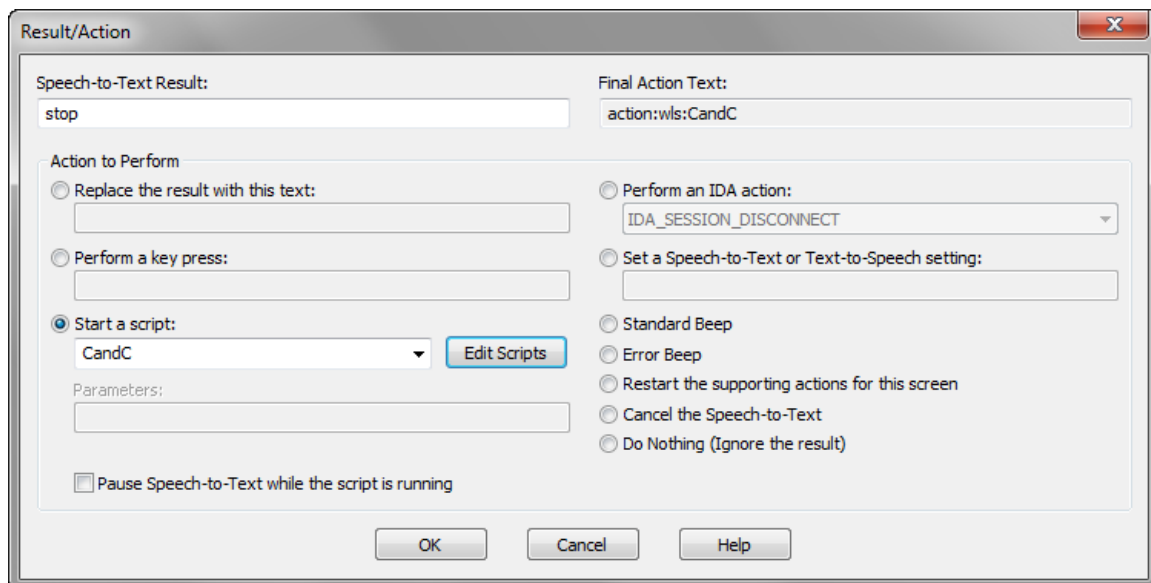 Result/Action
Speech-to-Text Result:
stop
Final Action Text:
action:wls:CandC
Action to Perform
Replace the result with this text:
Perform a key press:
Start a script:
CandC
Edit Scripts
Parameters:
Pause Speech-to-Text while the script is running
Perform an IDA action:
IDA_SESSION_DISCONNECT
Set a Speech-to-Text or Text-to-Speech setting:
Standard Beep
Error Beep
Restart the supporting actions for this screen
Cancel the Speech-to-Text
Do Nothing (Ignore the result)
OK
Cancel
Help